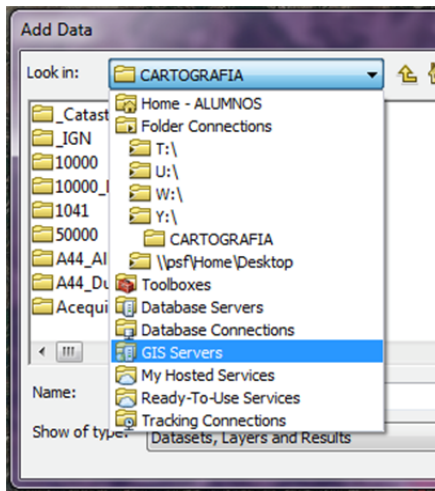 Add Data
Look in:
CARTOGRAFIA
Home - ALUMNOS
Folder Connections
T:\
U:\
W:\
Y:\
CARTOGRAFIA
\\psf\Home\Desktop
Toolboxes
Database Servers
Database Connections
GIS Servers
My Hosted Services
Ready-To-Use Services
Tracking Connections
_Catast
_IGN
10000
10000_
1041
50000
A44_Al
A44_Du
Acequi
Name:
Show of type:
Datasets, Layers and Results